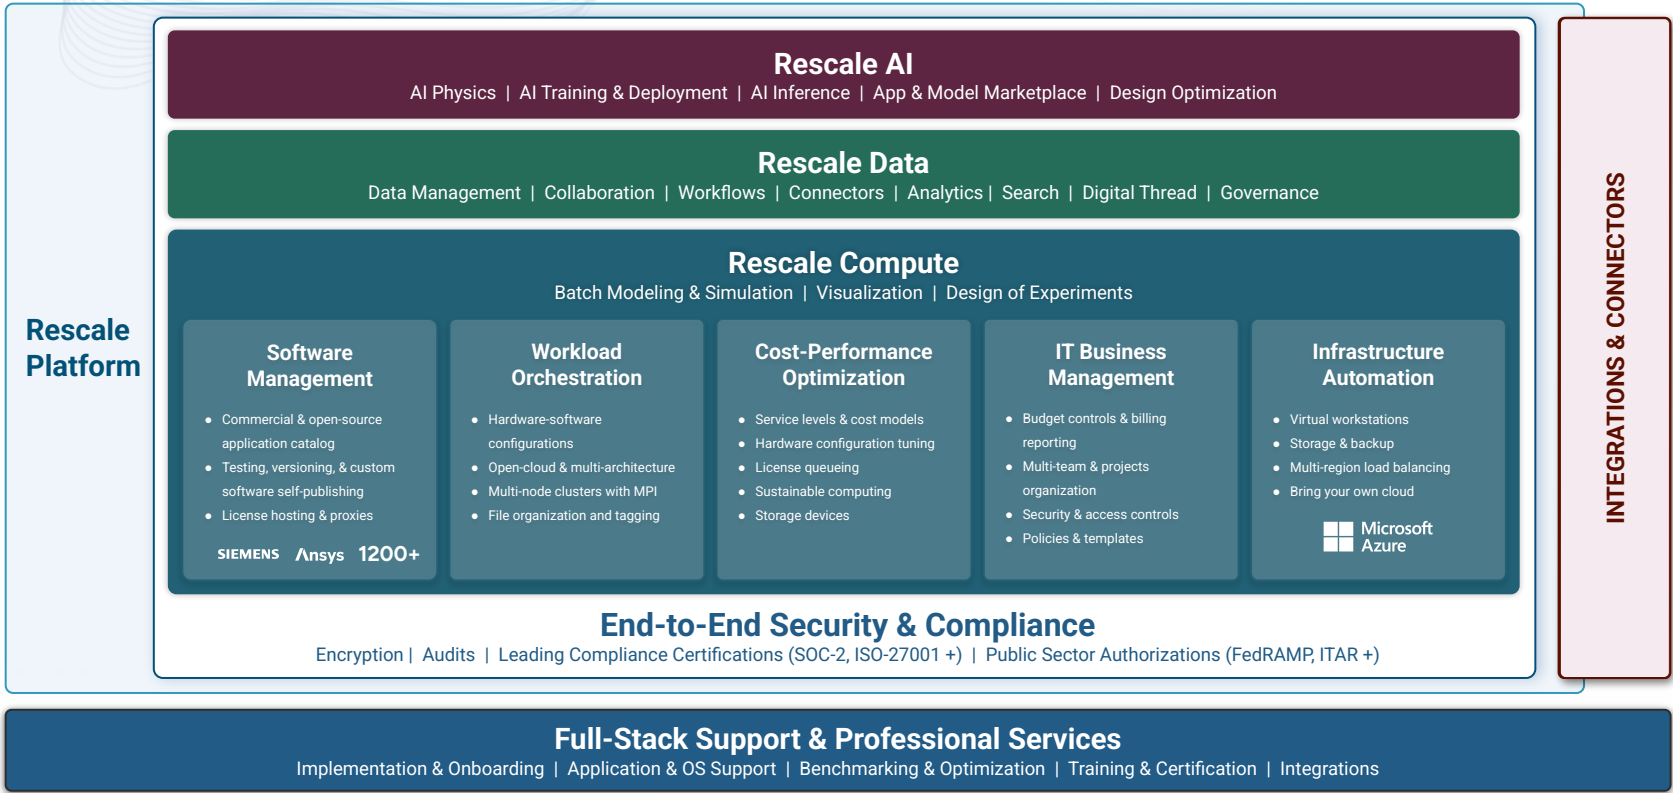 Rescale AI
AI Physics | AI Training & Deployment | AI Inference | App & Model Marketplace | Design Optimization
Rescale Data
Data Management | Collaboration | Workflows | Connectors | Analytics | Search | Digital Thread | Governance
Rescale Compute
Batch Modeling & Simulation | Visualization | Design of Experiments
Rescale
Platform
Software
Management
● Commercial & open-source
application catalog
● Testing, versioning, & custom
software self-publishing
● License hosting & proxies
SIEMENS Ansys 1200+
Workload
Orchestration
● Hardware-software
configurations
● Open-cloud & multi-architecture
● Multi-node clusters with MPI
● File organization and tagging
Cost-Performance
Optimization
● Service levels & cost models
● Hardware configuration tuning
● License queueing
● Sustainable computing
● Storage devices
IT Business
Management
● Budget controls & billing
reporting
● Multi-team & projects
organization
● Security & access controls
● Policies & templates
Infrastructure
Automation
● Virtual workstations
● Storage & backup
● Multi-region load balancing
● Bring your own cloud
Microsoft
Azure
End-to-End Security & Compliance
Encryption | Audits | Leading Compliance Certifications (SOC-2, ISO-27001 +) | Public Sector Authorizations (FedRAMP, ITAR +)
INTEGRATIONS & CONNECTORS
Full-Stack Support & Professional Services
Implementation & Onboarding | Application & OS Support | Benchmarking & Optimization | Training & Certification | Integrations